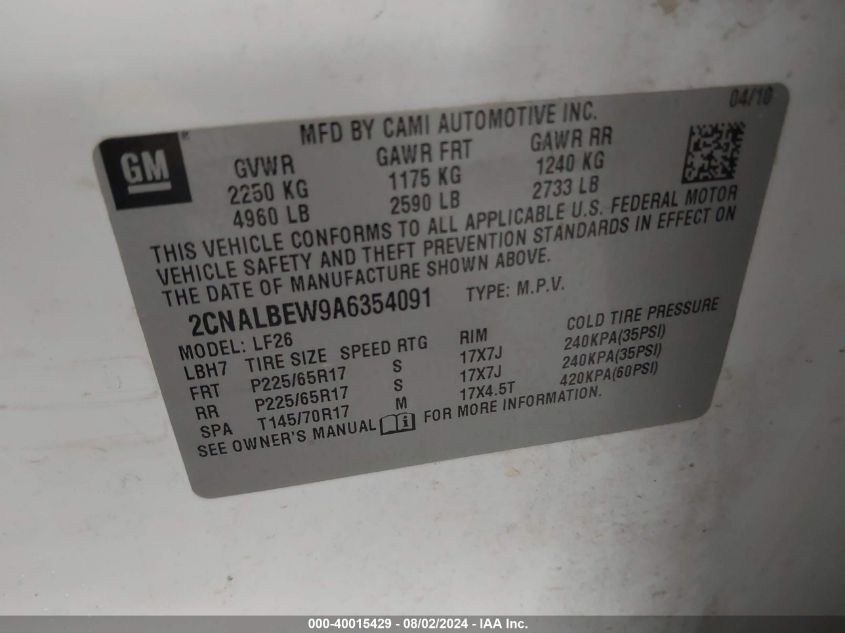 04/10
MFD BY CAMI AUTOMOTIVE INC.
GM
GVWR GAWR FRT GAWR RR
2250 KG 1175 KG 1240 KG
4960 LB 2590 LB 2733 LB
THIS VEHICLE CONFORMS TO ALL APPLICABLE U.S. FEDERAL MOTOR
VEHICLE SAFETY AND THEFT PREVENTION STANDARDS IN EFFECT ON
THE DATE OF MANUFACTURE SHOWN ABOVE.
2CNALBEW9A6354091 TYPE: M.P.V.
MODEL: LF26
LBH7 TIRE SIZE SPEED RTG RIM COLD TIRE PRESSURE
FRT P225/65R17 S 17X7J 240KPA(35PSI)
RR P225/65R17 S 17X7J 240KPA(35PSI)
SPA T145/70R17 M 17X4.5T 420KPA(60PSI)
SEE OWNER'S MANUAL FOR MORE INFORMATION.
000-40015429 - 08/02/2024 - IAA Inc.